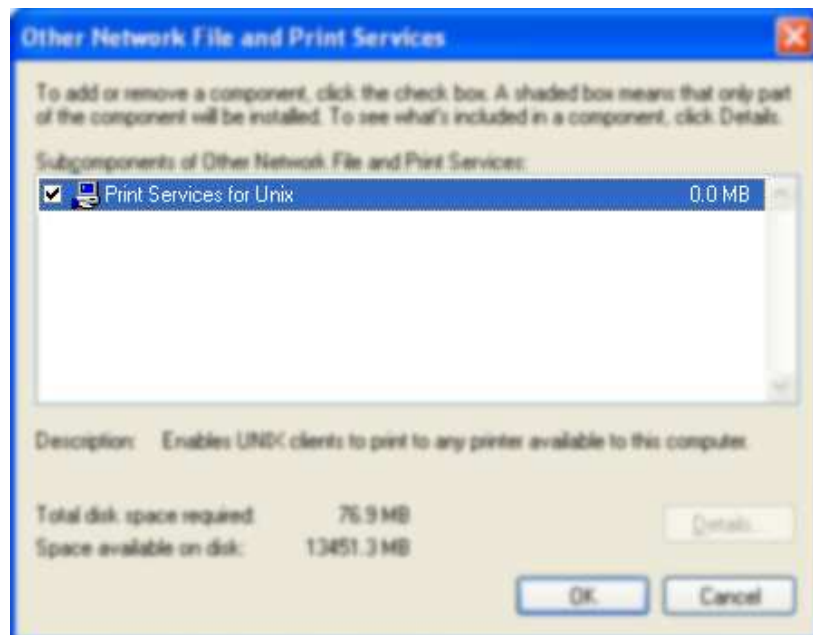 Other Network File and Print Services
To add or remove a component, click the check box. A shaded box means that only part
of the component will be installed. To see what's included in a component, click Details.
Subcomponents of Other Network File and Print Services:
Print Services for Unix 0.0 MB
Description: Enables UNIX clients to print to any printer available to this computer.
Total disk space required: 76.9 MB
Space available on disk: 13451.3 MB
Details...
OK
Cancel